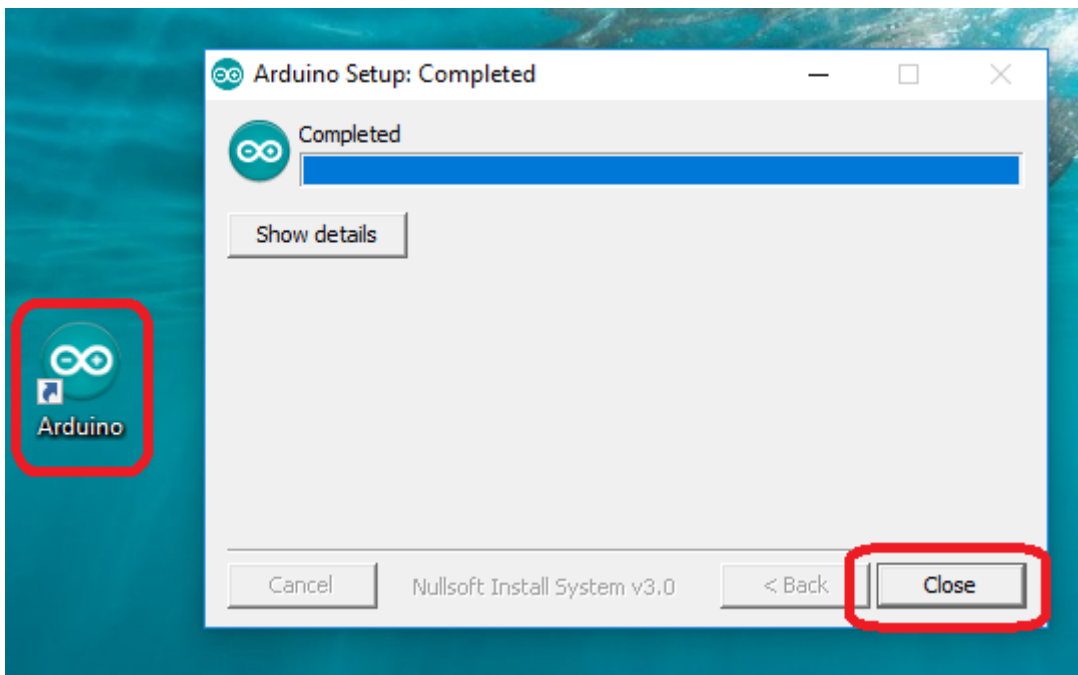 Arduino Setup: Completed
Completed
Show details
Arduino
Cancel
Nullsoft Install System v3.0
< Back
Close